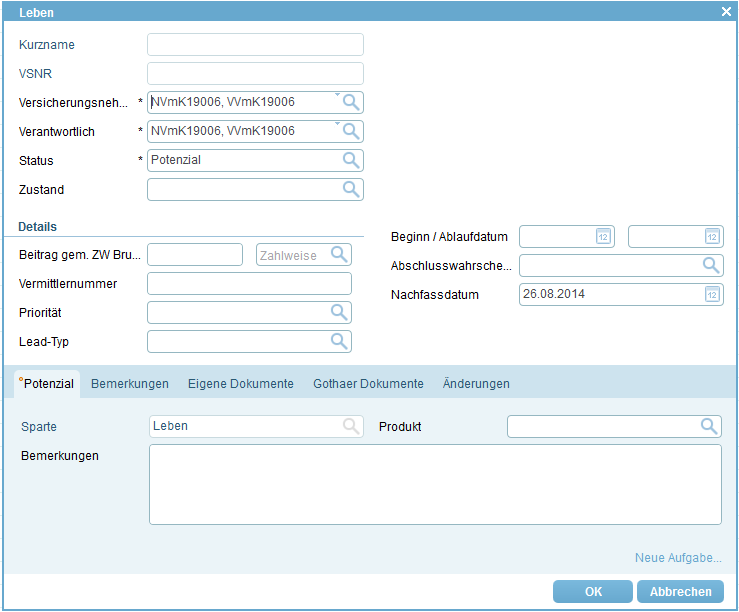 Leben
Kurzname
VSNR
Versicherungsneh... * NVmK19006, VVmK19006
Verantwortlich * NVmK19006, VVmK19006
Status * Potenzial
Zustand
Details
Beginn / Ablaufdatum 12 12
Beitrag gem. ZW Bru... Zahlweise
Abschlusswahrsche...
Vermittlernummer
Nachfassdatum 26.08.2014 12
Priorität
Lead-Typ
*Potenzial Bemerkungen Eigene Dokumente Gothaer Dokumente Änderungen
Sparte Leben Produkt
Bemerkungen
Neue Aufgabe...
OK Abbrechen